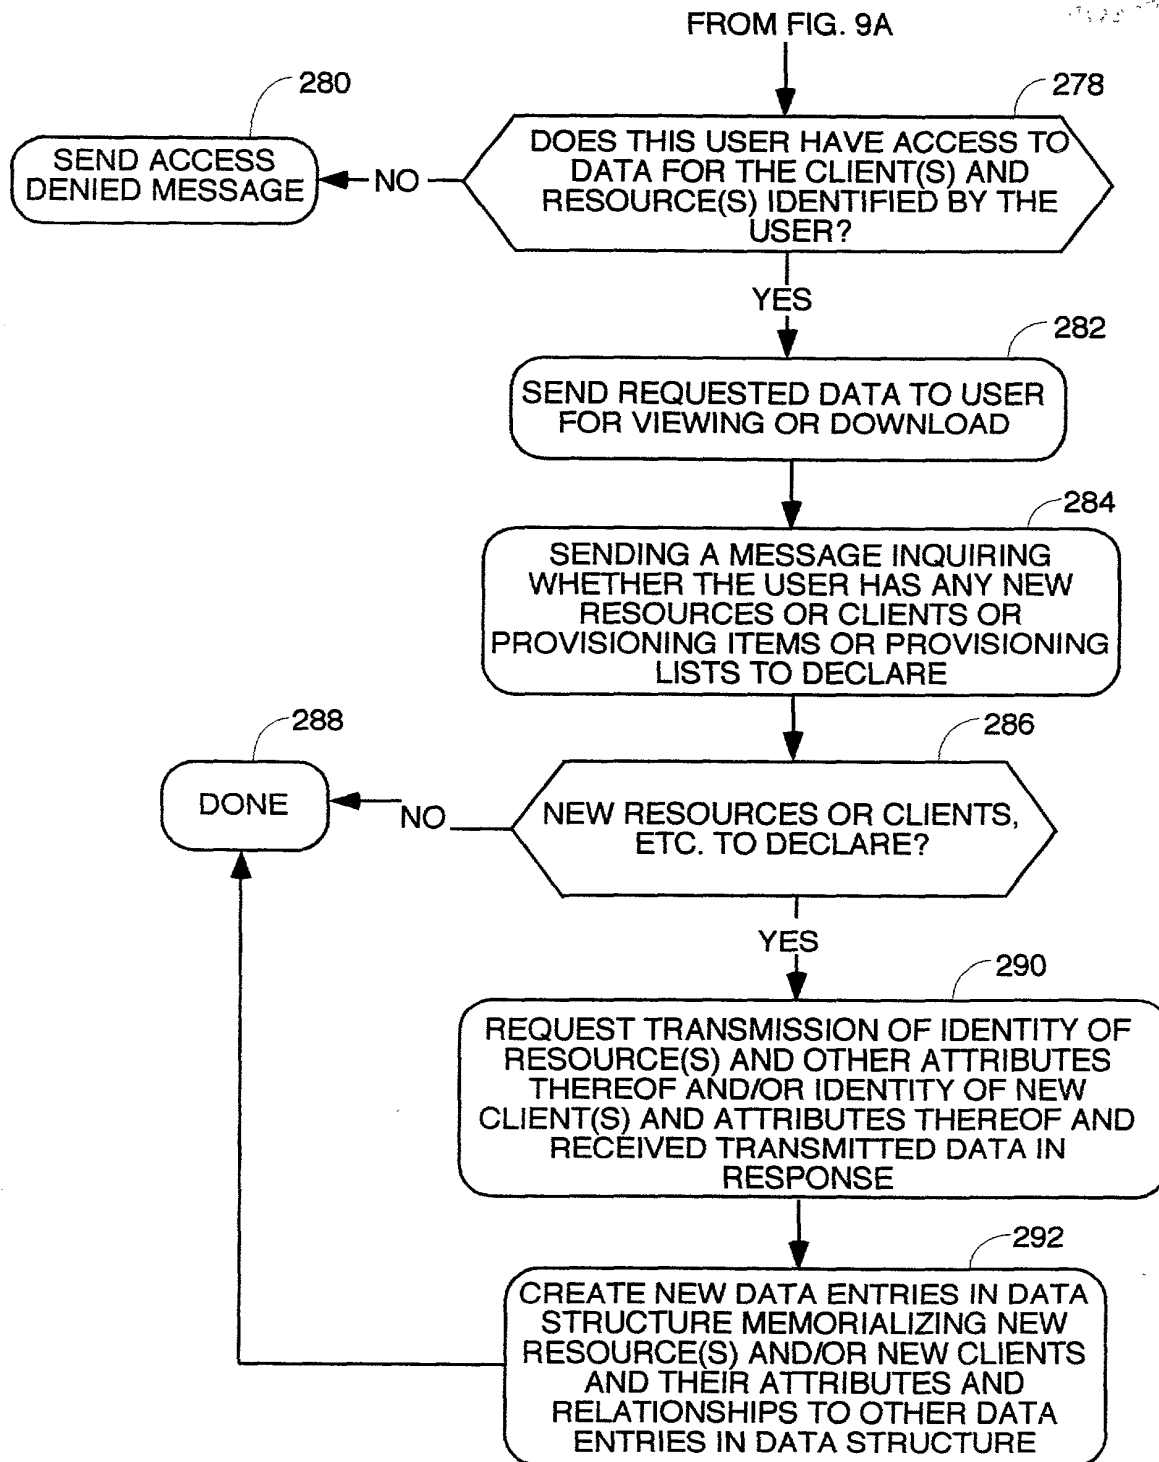 FROM FIG. 9A
280
278
SEND ACCESS
DENIED MESSAGE
NO
DOES THIS USER HAVE ACCESS TO
DATA FOR THE CLIENT(S) AND
RESOURCE(S) IDENTIFIED BY THE
USER?
YES
282
SEND REQUESTED DATA TO USER
FOR VIEWING OR DOWNLOAD
284
SENDING A MESSAGE INQUIRING
WHETHER THE USER HAS ANY NEW
RESOURCES OR CLIENTS OR
PROVISIONING ITEMS OR PROVISIONING
LISTS TO DECLARE
288
286
DONE
NO
NEW RESOURCES OR CLIENTS,
ETC. TO DECLARE?
YES
290
REQUEST TRANSMISSION OF IDENTITY OF
RESOURCE(S) AND OTHER ATTRIBUTES
THEREOF AND/OR IDENTITY OF NEW
CLIENT(S) AND ATTRIBUTES THEREOF AND
RECEIVED TRANSMITTED DATA IN
RESPONSE
292
CREATE NEW DATA ENTRIES IN DATA
STRUCTURE MEMORIALIZING NEW
RESOURCE(S) AND/OR NEW CLIENTS
AND THEIR ATTRIBUTES AND
RELATIONSHIPS TO OTHER DATA
ENTRIES IN DATA STRUCTURE